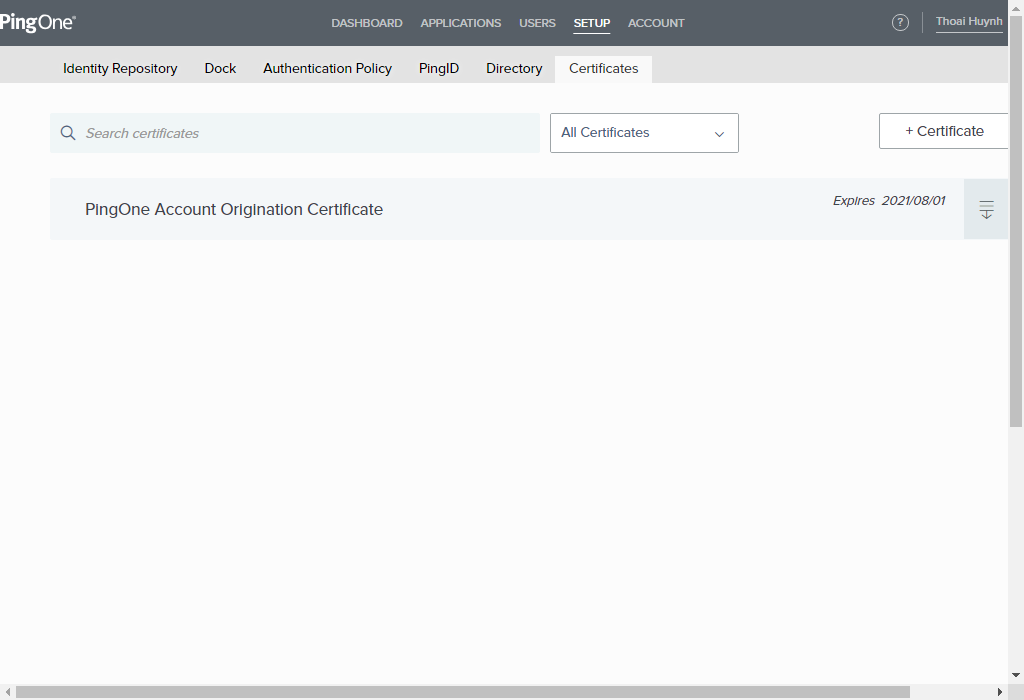 PingOne®
DASHBOARD APPLICATIONS USERS SETUP ACCOUNT
? Thoai Huynh
Identity Repository Dock Authentication Policy PingID Directory Certificates
Search certificates
All Certificates
+ Certificate
PingOne Account Origination Certificate
Expires 2021/08/01